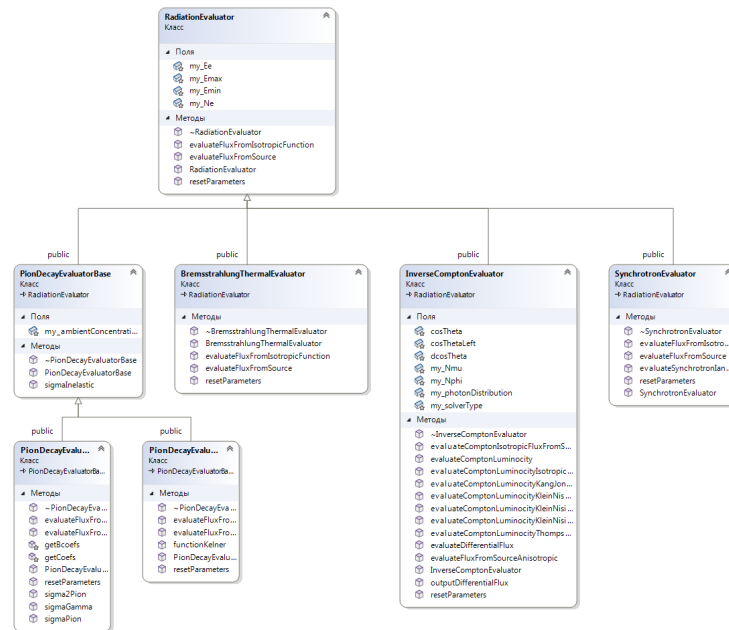 RadiationEvaluator
Класс
Поля
my_Ee
my_Emax
my_Emin
my_Ne
Методы
~RadiationEvaluator
evaluateFluxFromIsotropicFunction
evaluateFluxFromSource
RadiationEvaluator
resetParameters
public
public
public
public
PionDecayEvaluatorBase
Класс
RadiationEvaluator
Поля
my_ambientConcentrati...
Методы
~PionDecayEvaluatorBase
PionDecayEvaluatorBase
sigmaInelastic
BremsstrahlungThermalEvaluator
Класс
RadiationEvaluator
Методы
~BremsstrahlungThermalEvaluator
BremsstrahlungThermalEvaluator
evaluateFluxFromIsotropicFunction
evaluateFluxFromSource
resetParameters
InverseComptonEvaluator
Класс
RadiationEvaluator
Поля
cosTheta
cosThetaLeft
dcosTheta
my_Nmu
my_Nphi
my_photonDistribution
my_solverType
Методы
~InverseComptonEvaluator
evaluateComptonIsotropicFluxFromS...
evaluateComptonLuminocity
evaluateComptonLuminocityIsotropic...
evaluateComptonLuminocityKangJon...
evaluateComptonLuminocityKleinNis...
evaluateComptonLuminocityKleinNisi...
evaluateComptonLuminocityKleinNisi...
evaluateComptonLuminocityThomps...
evaluateDifferentialFlux
evaluateFluxFromSourceAnisotropic
InverseComptonEvaluator
outputDifferentialFlux
resetParameters
SynchrotronEvaluator
Класс
RadiationEvaluator
Методы
~SynchrotronEvaluator
evaluateFluxFromIsotro...
evaluateFluxFromSource
evaluateSynchrotronIan...
resetParameters
SynchrotronEvaluator
public
public
PionDecayEvalu...
Класс
PionDecayEvaluatorBa...
Методы
~PionDecayEva...
evaluateFluxFro...
evaluateFluxFro...
getBcoefs
getCoefs
PionDecayEvalu...
resetParameters
sigma2Pion
sigmaGamma
sigmaPion
PionDecayEvalu...
Класс
PionDecayEvaluatorBa...
Методы
~PionDecayEva...
evaluateFluxFro...
evaluateFluxFro...
functionKelner
PionDecayEvalu...
resetParameters